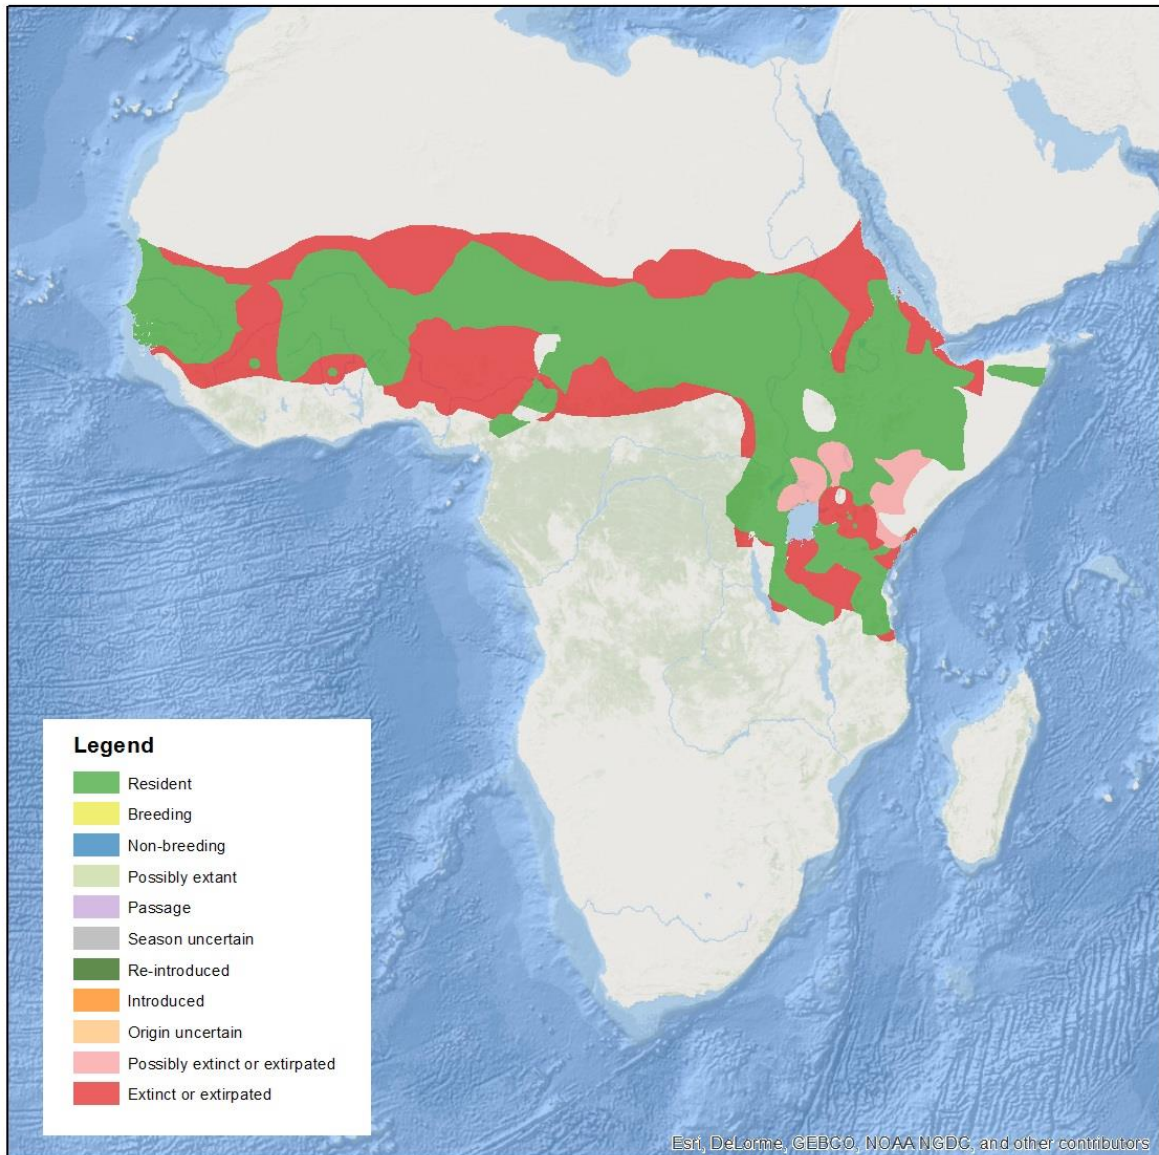 Legend
Resident
Breeding
Non-breeding
Possibly extant
Passage
Season uncertain
Re-introduced
Introduced
Origin uncertain
Possibly extinct or extirpated
Extinct or extirpated
Esri, DeLorme, GEBCO, NOAA NGDC, and other contributors